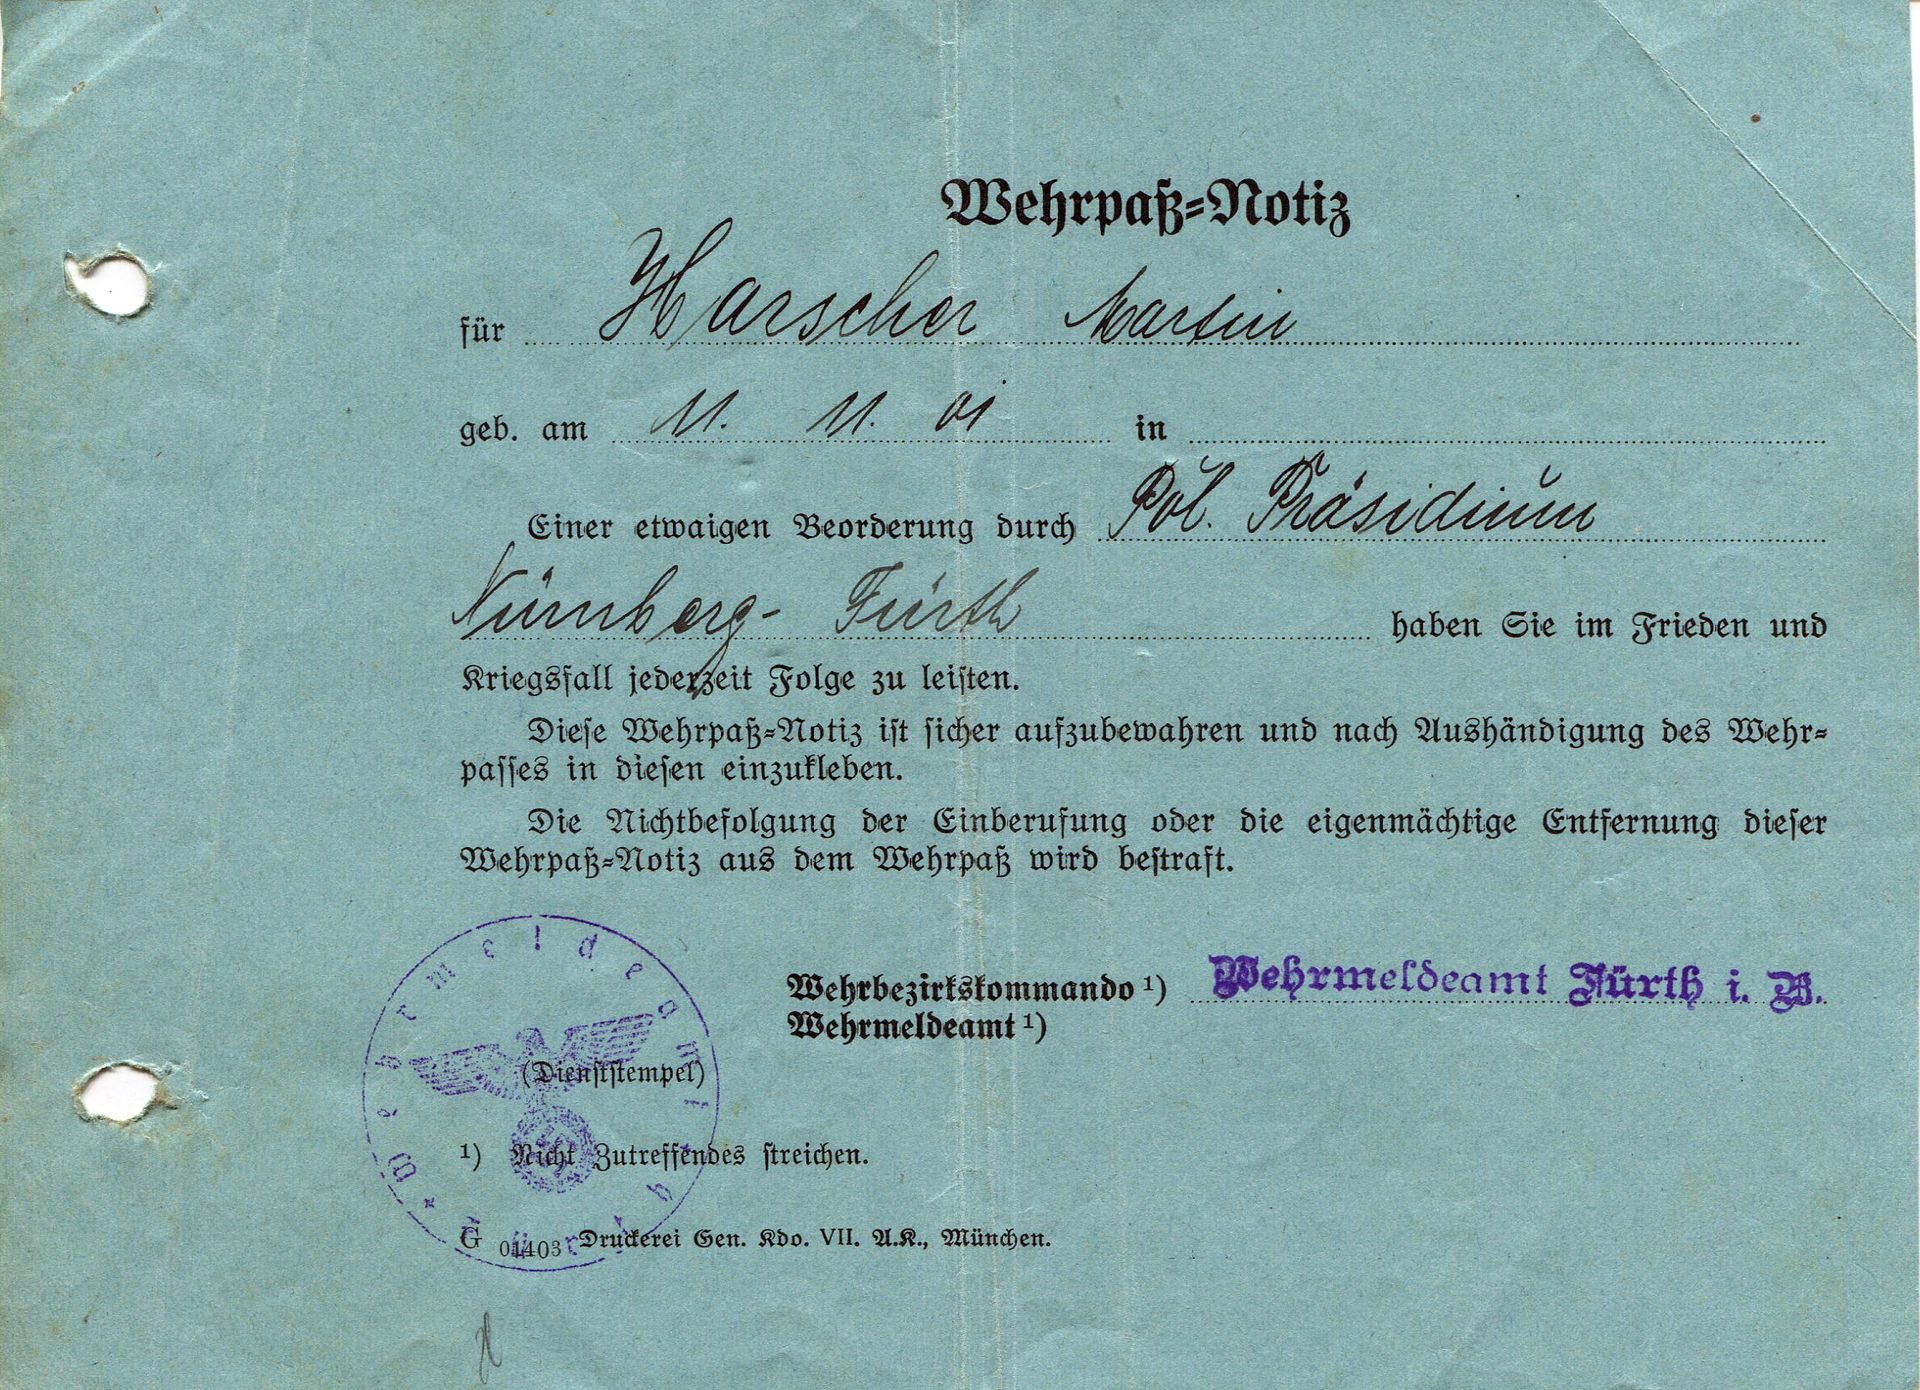 Wehrpaß-Notiz
für Harscher Martin
geb. am 11. 11. 01 in
Einer etwaigen Beorderung durch Pol. Präsidium
Nürnberg-Fürth haben Sie im Frieden und
Kriegsfall jederzeit Folge zu leisten.
Diese Wehrpaß-Notiz ist sicher aufzubewahren und nach Aushändigung des Wehr-
passes in diesen einzukleben.
Die Nichtbefolgung der Einberufung oder die eigenmächtige Entfernung dieser
Wehrpaß-Notiz aus dem Wehrpaß wird bestraft.
Wehrbezirkskommando ¹) Wehrmeldeamt Fürth i. B.
Wehrmeldeamt ¹)
(Dienststempel)
Wehrmeldeamt
¹) Nicht Zutreffendes streichen.
G 01403 Druckerei Gen. Kdo. VII. A.K., München.